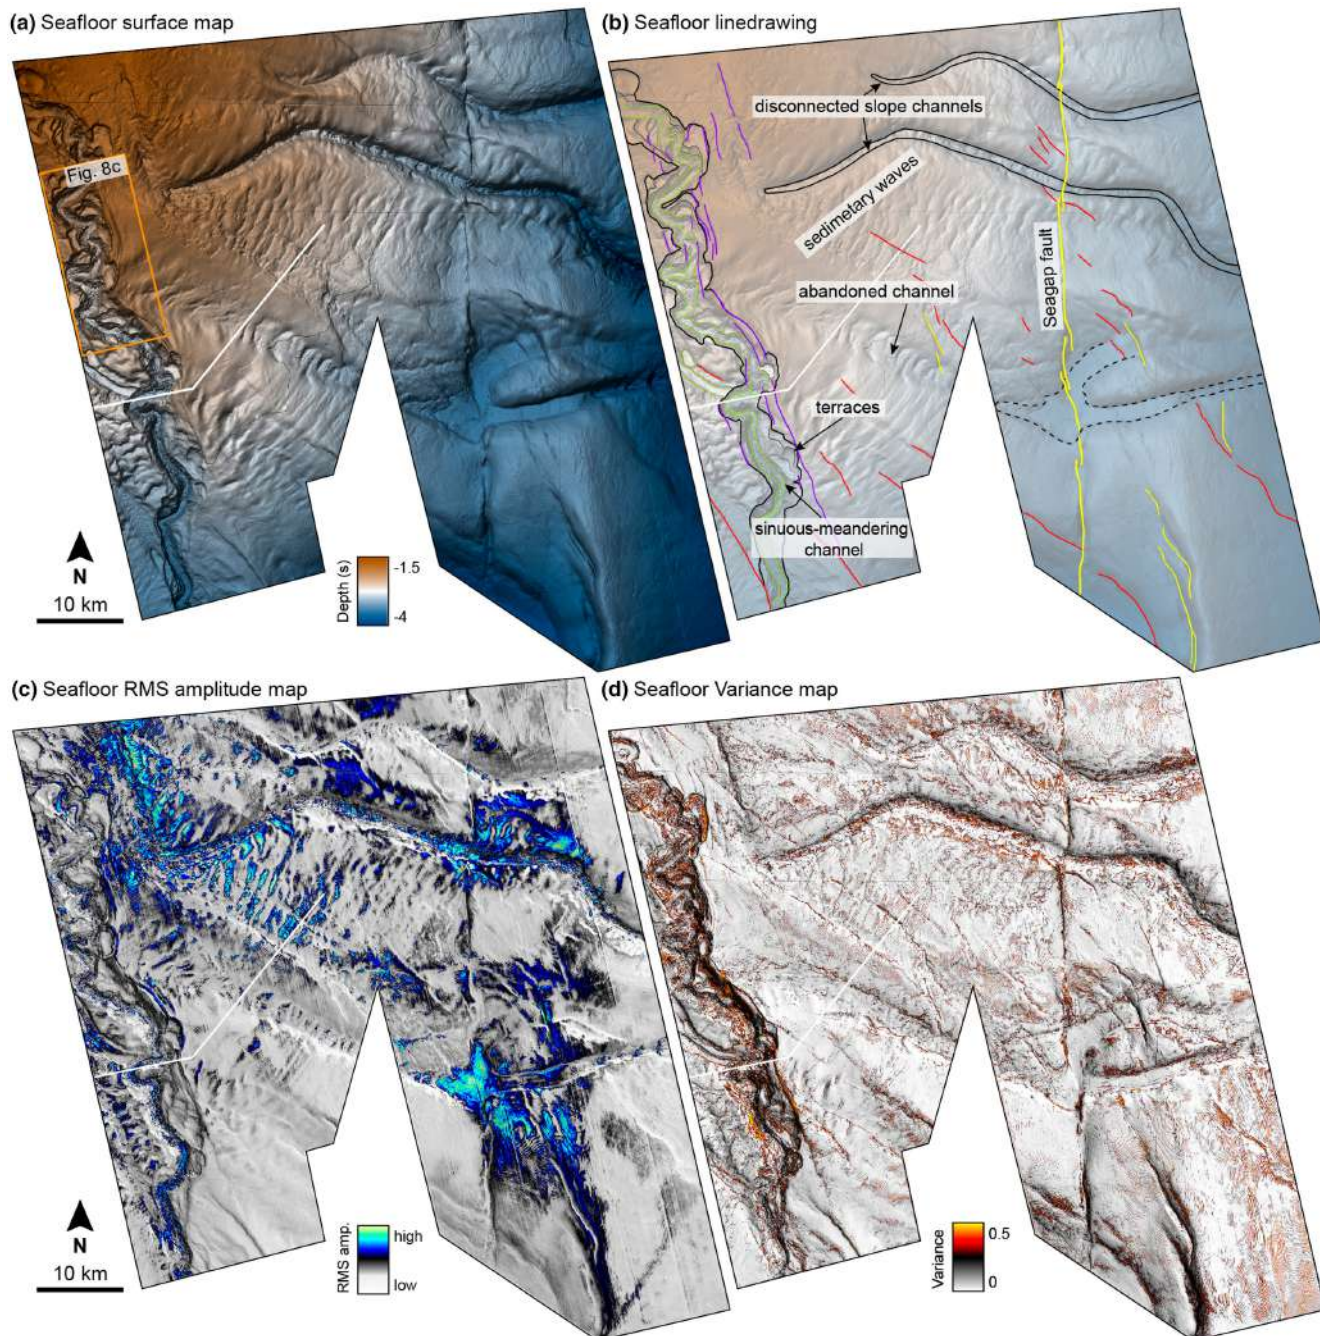 (a) Seafloor surface map
Fig. 8c
N
10 km
Depth (s)
-1.5
-4
(b) Seafloor linedrawing
disconnected slope channels
sedimetary waves
Seagap fault
abandoned channel
terraces
sinuous-meandering
channel
(c) Seafloor RMS amplitude map
N
10 km
RMS amp.
high
low
(d) Seafloor Variance map
Variance
0.5
0